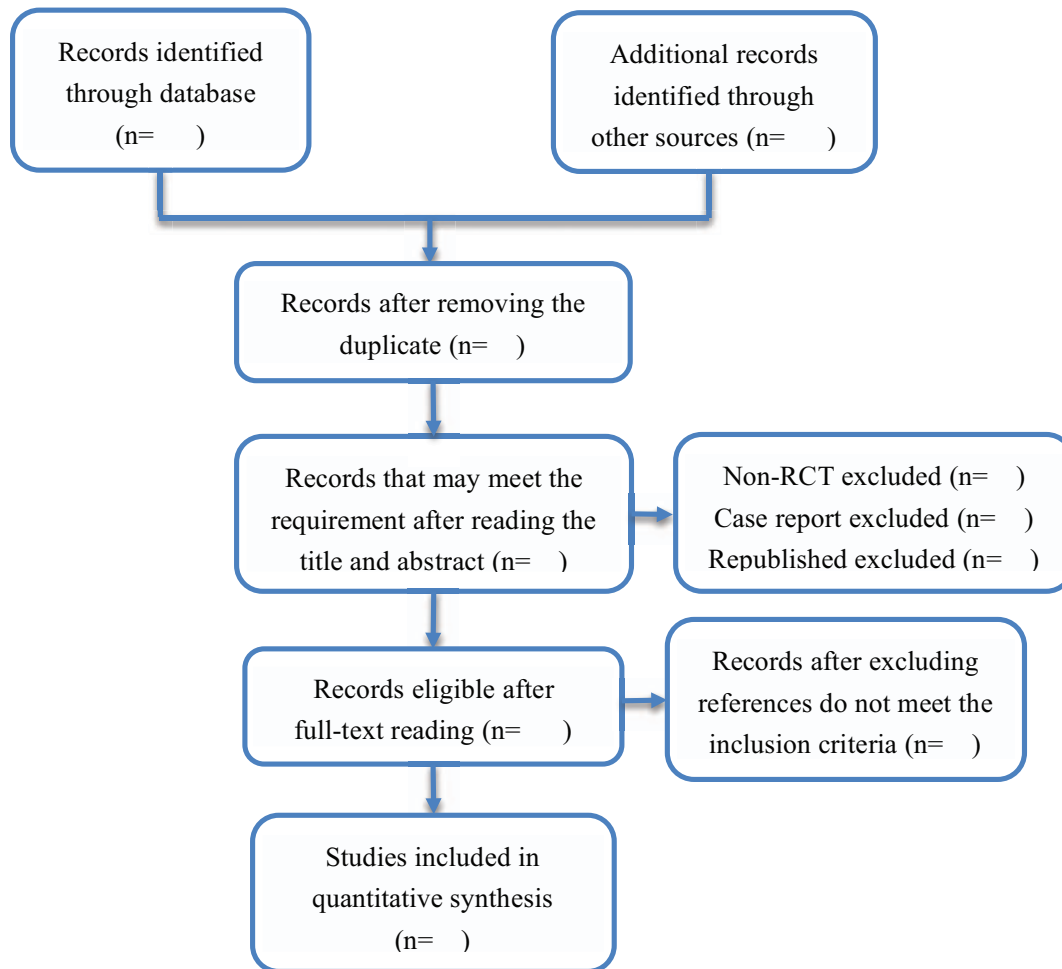 Records identified
through database
(n=      )
Additional records
identified through
other sources (n=      )
Records after removing the
duplicate (n=    )
Records that may meet the
requirement after reading the
title and abstract (n=    )
Non-RCT excluded (n=    )
Case report excluded (n=    )
Republished excluded (n=    )
Records eligible after
full-text reading (n=      )
Records after excluding
references do not meet the
inclusion criteria (n=    )
Studies included in
quantitative synthesis
(n=    )